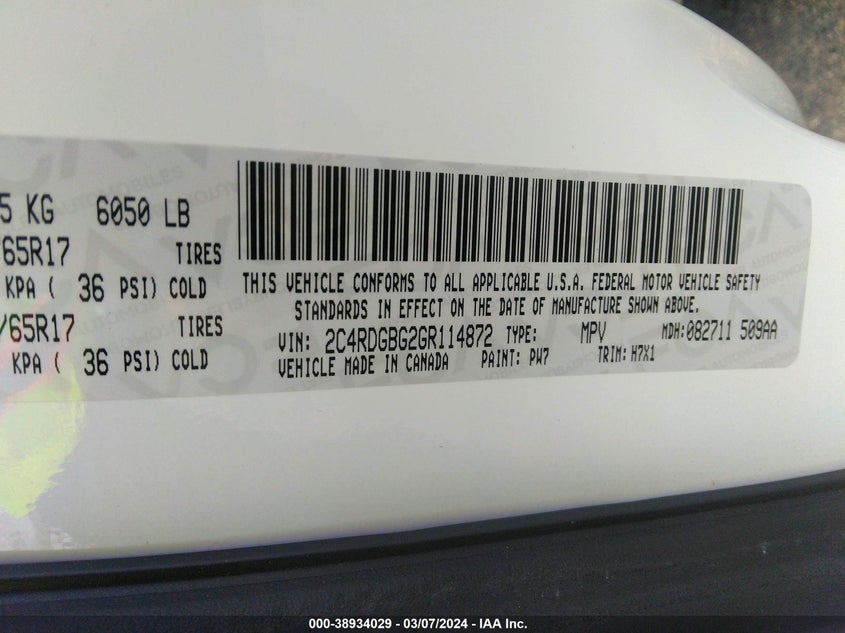 5 KG 6050 LB
/65R17 TIRES
KPA ( 36 PSI) COLD
/65R17 TIRES
KPA ( 36 PSI) COLD
THIS VEHICLE CONFORMS TO ALL APPLICABLE U.S.A. FEDERAL MOTOR VEHICLE SAFETY
STANDARDS IN EFFECT ON THE DATE OF MANUFACTURE SHOWN ABOVE.
VIN: 2C4RDGBG2GR114872 TYPE: MPV MDH:082711 509AA
VEHICLE MADE IN CANADA PAINT: PW7 TRIM: H7X1
000-38934029 - 03/07/2024 - IAA Inc.